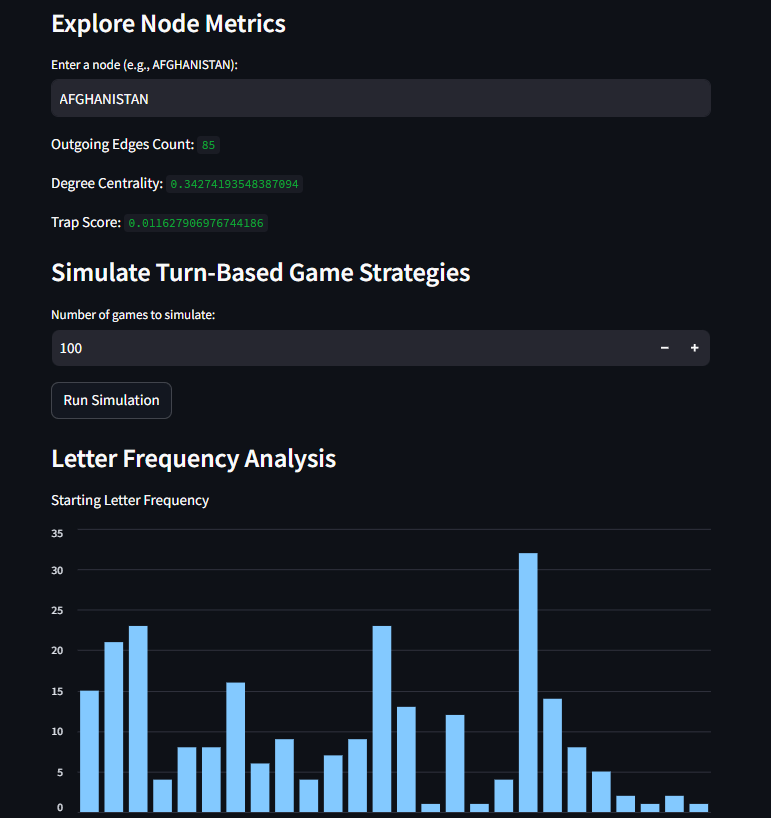 Explore Node Metrics
Enter a node (e.g., AFGHANISTAN):
AFGHANISTAN
Outgoing Edges Count: 85
Degree Centrality: 0.34274193548387094
Trap Score: 0.011627906976744186
Simulate Turn-Based Game Strategies
Number of games to simulate:
100 − +
Run Simulation
Letter Frequency Analysis
Starting Letter Frequency
35
30
25
20
15
10
5
0